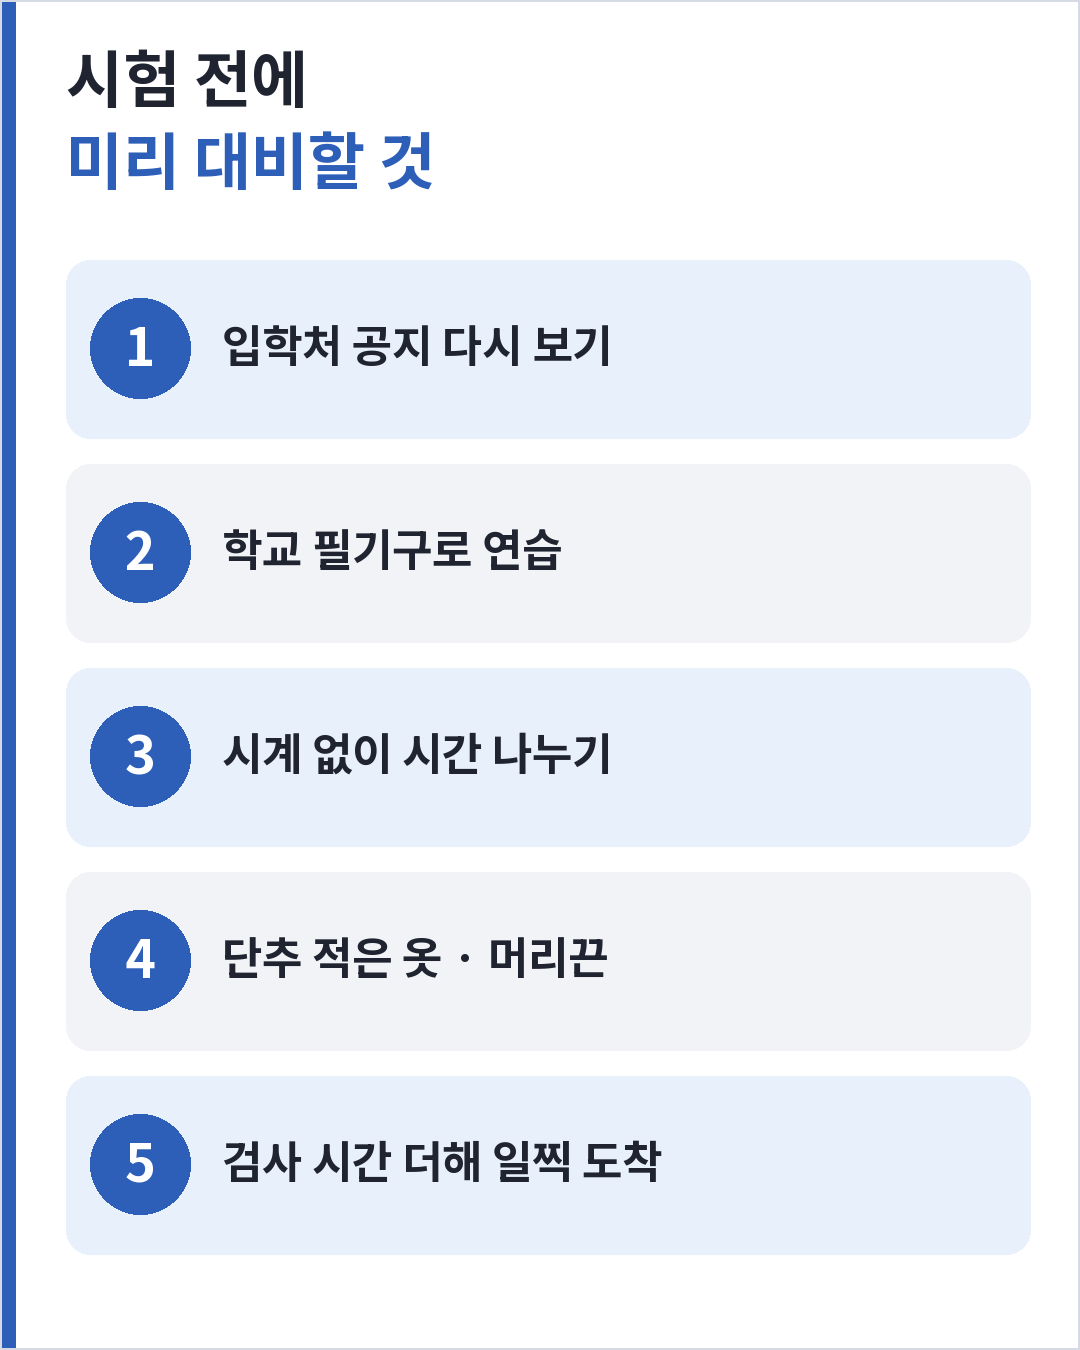 시험 전에
미리 대비할 것
1 입학처 공지 다시 보기
2 학교 필기구로 연습
3 시계 없이 시간 나누기
4 단추 적은 옷 · 머리끈
5 검사 시간 더해 일찍 도착